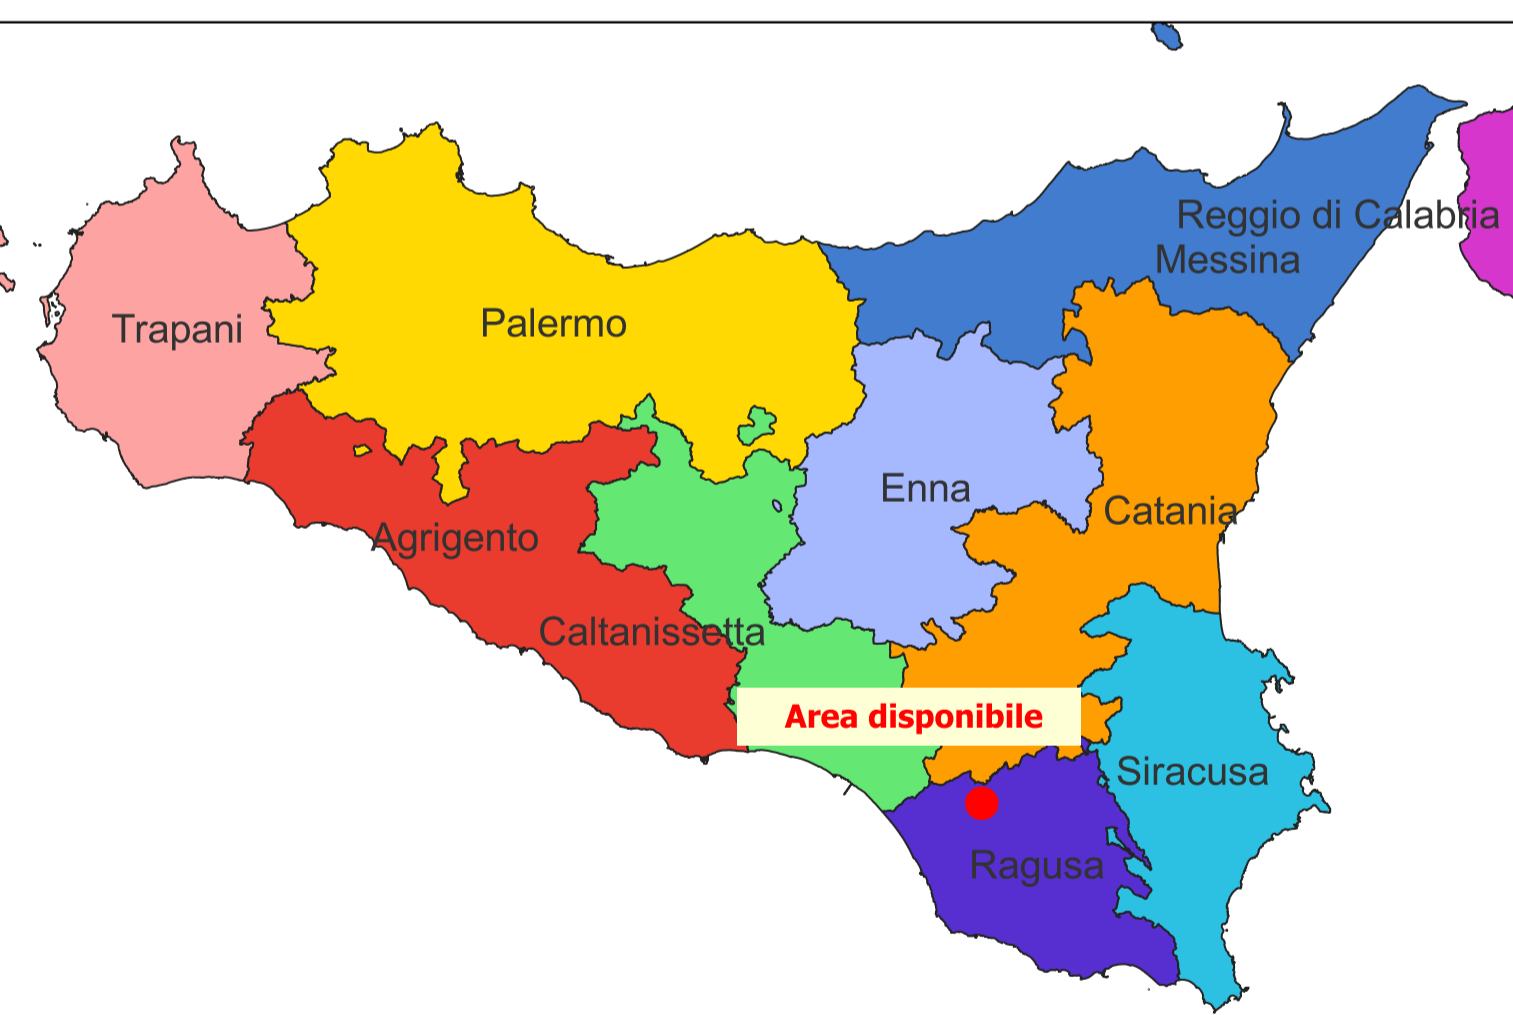 Reggio di Calabria
Messina
Trapani
Palermo
Enna
Catania
Agrigento
Caltanissetta
Area disponibile
Siracusa
Ragusa